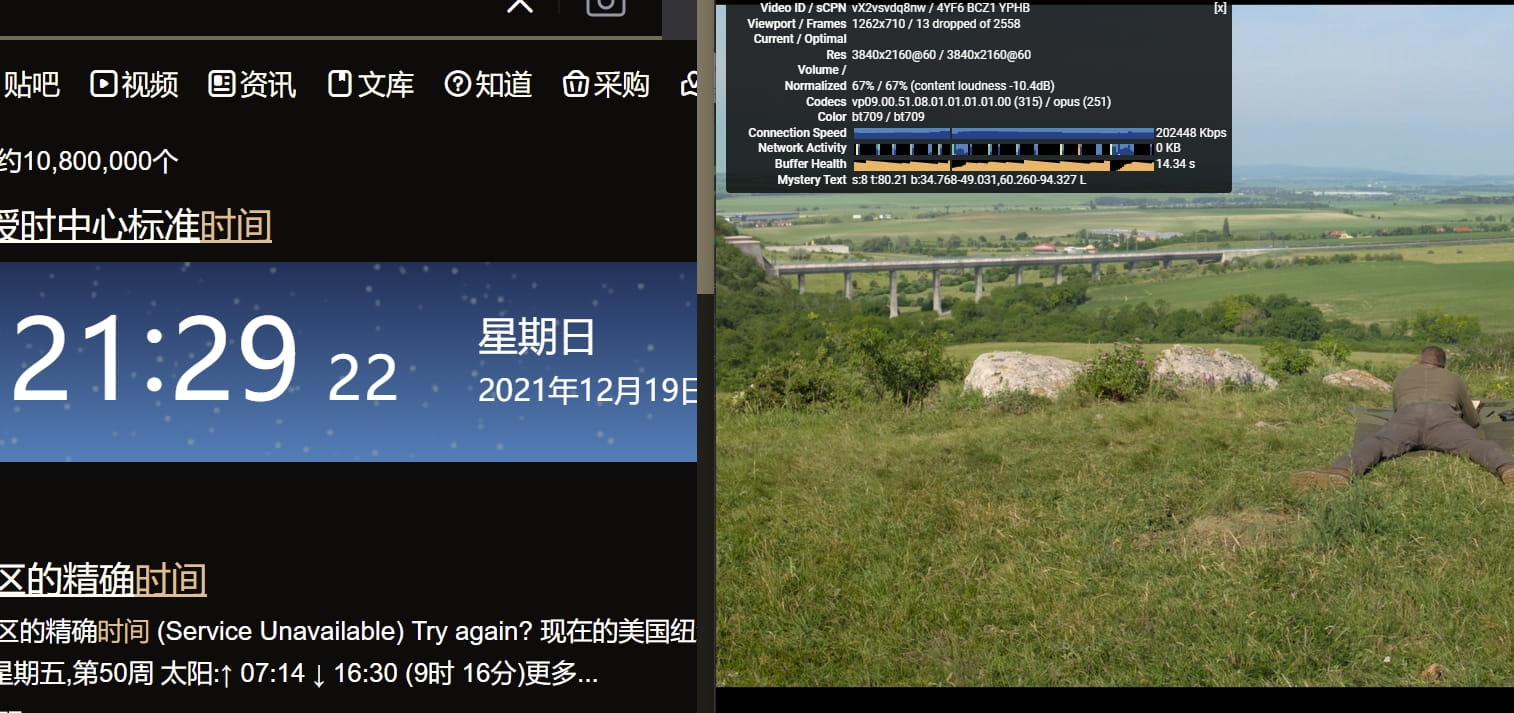 贴吧 视频 资讯 文库 知道 采购
约10,800,000个
受时中心标准时间
21:29 22
星期日
2021年12月19日
区的精确时间
区的精确时间 (Service Unavailable) Try again? 现在的美国纽
星期五,第50周 太阳:↑ 07:14 ↓ 16:30 (9时 16分)更多...
Video ID / sCPN vX2vsvdq8nw / 4YF6 BCZ1 YPHB
[x]
Viewport / Frames 1262x710 / 13 dropped of 2558
Current / Optimal
Res 3840x2160@60 / 3840x2160@60
Volume /
Normalized 67% / 67% (content loudness -10.4dB)
Codecs vp09.00.51.08.01.01.01.01.00 (315) / opus (251)
Color bt709 / bt709
Connection Speed 202448 Kbps
Network Activity 0 KB
Buffer Health 14.34 s
Mystery Text s:8 t:80.21 b:34.768-49.031,60.260-94.327 L